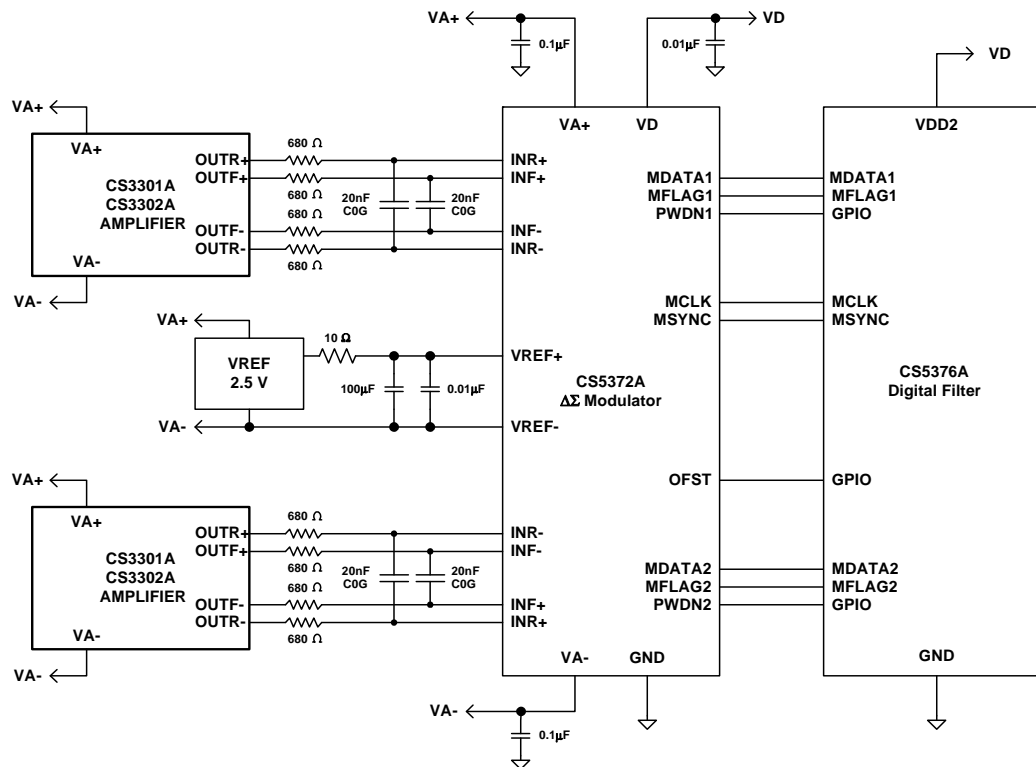 VA+
0.1µF
VD
0.01µF
VD
VA+
VA+
CS3301A
CS3302A
AMPLIFIER
VA-
VA-
OUTR+
OUTF+
OUTF-
OUTR-
680 Ω
680 Ω
680 Ω
680 Ω
20nF
C0G
20nF
C0G
VA+
VD
INR+
INF+
INF-
INR-
VA+
VREF
2.5 V
VA-
10 Ω
100µF
0.01µF
VREF+
VREF-
CS5372A
ΔΣ Modulator
VA+
VA+
CS3301A
CS3302A
AMPLIFIER
VA-
VA-
OUTR+
OUTF+
OUTF-
OUTR-
680 Ω
680 Ω
680 Ω
680 Ω
20nF
C0G
20nF
C0G
INR-
INF-
INF+
INR+
VA-
GND
VA-
0.1µF
MDATA1
MFLAG1
PWDN1
MCLK
MSYNC
OFST
MDATA2
MFLAG2
PWDN2
VDD2
MDATA1
MFLAG1
GPIO
MCLK
MSYNC
CS5376A
Digital Filter
GPIO
MDATA2
MFLAG2
GPIO
GND